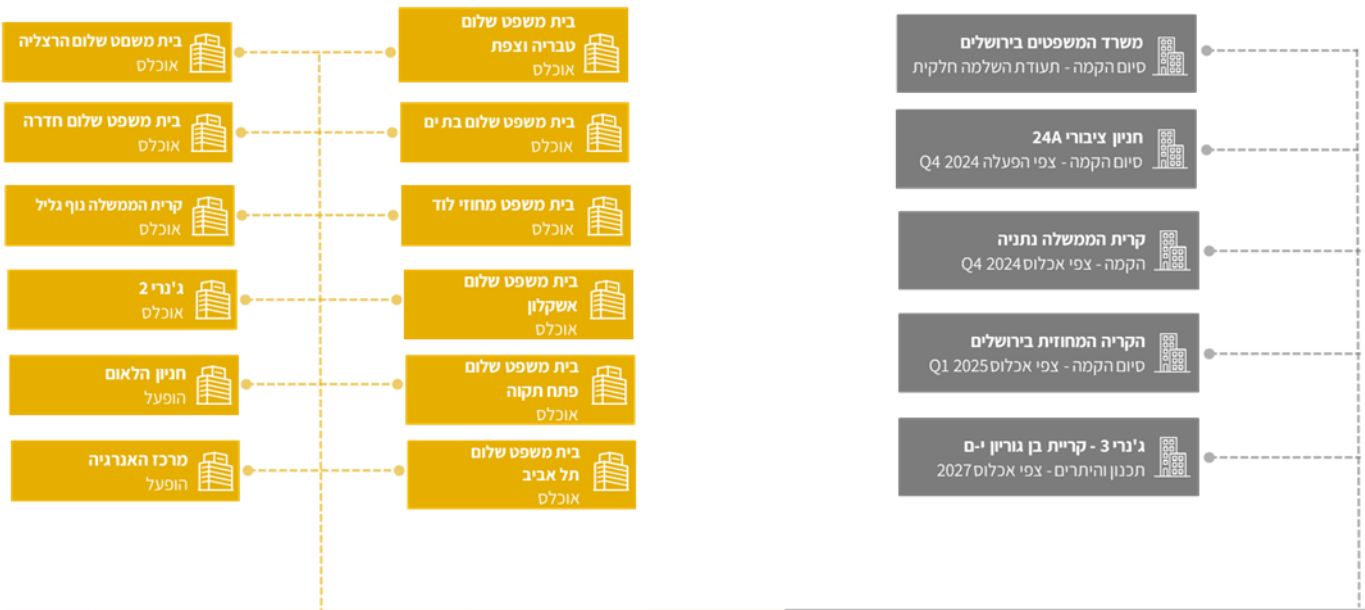 משרד המשפטים בירושלים
סיום הקמה - תעודת השלמה חלקית
חניון ציבורי 24A
סיום הקמה - צפי הפעלה Q4 2024
קרית הממשלה נתניה
הקמה - צפי אכלוס Q4 2024
הקריה המחוזית בירושלים
סיום הקמה - צפי אכלוס Q1 2025
ג'נרי 3 - קריית בן גוריון י-ם
תכנון והיתרים - צפי אכלוס 2027
בית משפט שלום
טבריה וצפת
אוכלס
בית משפט שלום בת ים
אוכלס
בית משפט מחוזי לוד
אוכלס
בית משפט שלום
אשקלון
אוכלס
בית משפט שלום
פתח תקוה
אוכלס
בית משפט שלום
תל אביב
אוכלס
בית משפט שלום הרצליה
אוכלס
בית משפט שלום חדרה
אוכלס
קרית הממשלה נוף גליל
אוכלס
ג'נרי 2
אוכלס
חניון הלאום
הופעל
מרכז האנרגיה
הופעל